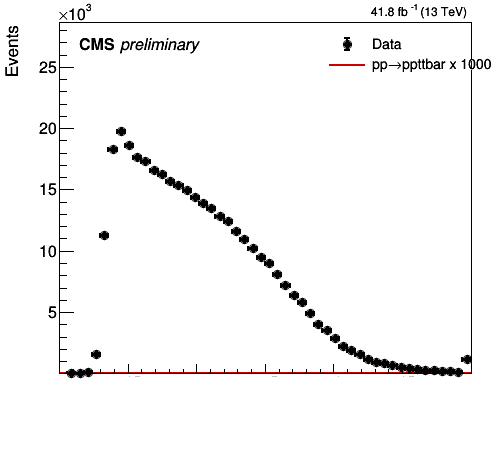 ×10³
41.8 fb⁻¹ (13 TeV)
Events
CMS preliminary
Data
pp→ppttbar x 1000
25
20
15
10
5